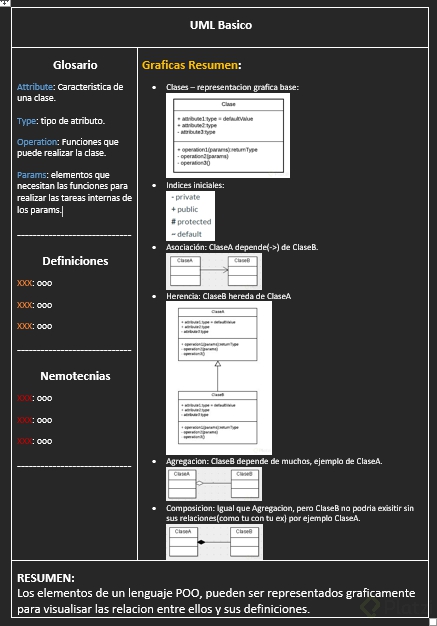 UML Basico
Glosario
Attribute: Caracteristica de
una clase.
Type: tipo de atributo.
Operation: Funciones que
puede realizar la clase.
Params: elementos que
necesitan las funciones para
realizar las tareas internas de
los params.
Definiciones
XXX: ooo
XXX: ooo
XXX: ooo
Nemotecnias
XXX: ooo
XXX: ooo
XXX: ooo
Graficas Resumen:
Clases – representacion grafica base:
Clase
+ attribute1:type = defaultValue
+ attribute2:type
- attribute3:type
+ operation1(params):returnType
- operation2(params)
- operation3()
Indices iniciales:
- private
+ public
# protected
~ default
Asociación: ClaseA depende(->) de ClaseB.
ClaseA ClaseB
Herencia: ClaseB hereda de ClaseA
ClaseA
+ attribute1:type = defaultValue
+ attribute2:type
- attribute3:type
+ operation1(params):returnType
- operation2(params)
- operation3()
ClaseB
+ attribute1:type = defaultValue
+ attribute2:type
- attribute3:type
+ operation1(params):returnType
- operation2(params)
- operation3()
Agregacion: ClaseB depende de muchos, ejemplo de ClaseA.
ClaseA ClaseB
Composicion: Igual que Agregacion, pero ClaseB no podria exisitir sin
sus relaciones(como tu con tu ex) por ejemplo ClaseA.
ClaseA ClaseB
RESUMEN:
Los elementos de un lenguaje POO, pueden ser representados graficamente
para visualisar las relacion entre ellos y sus definiciones.